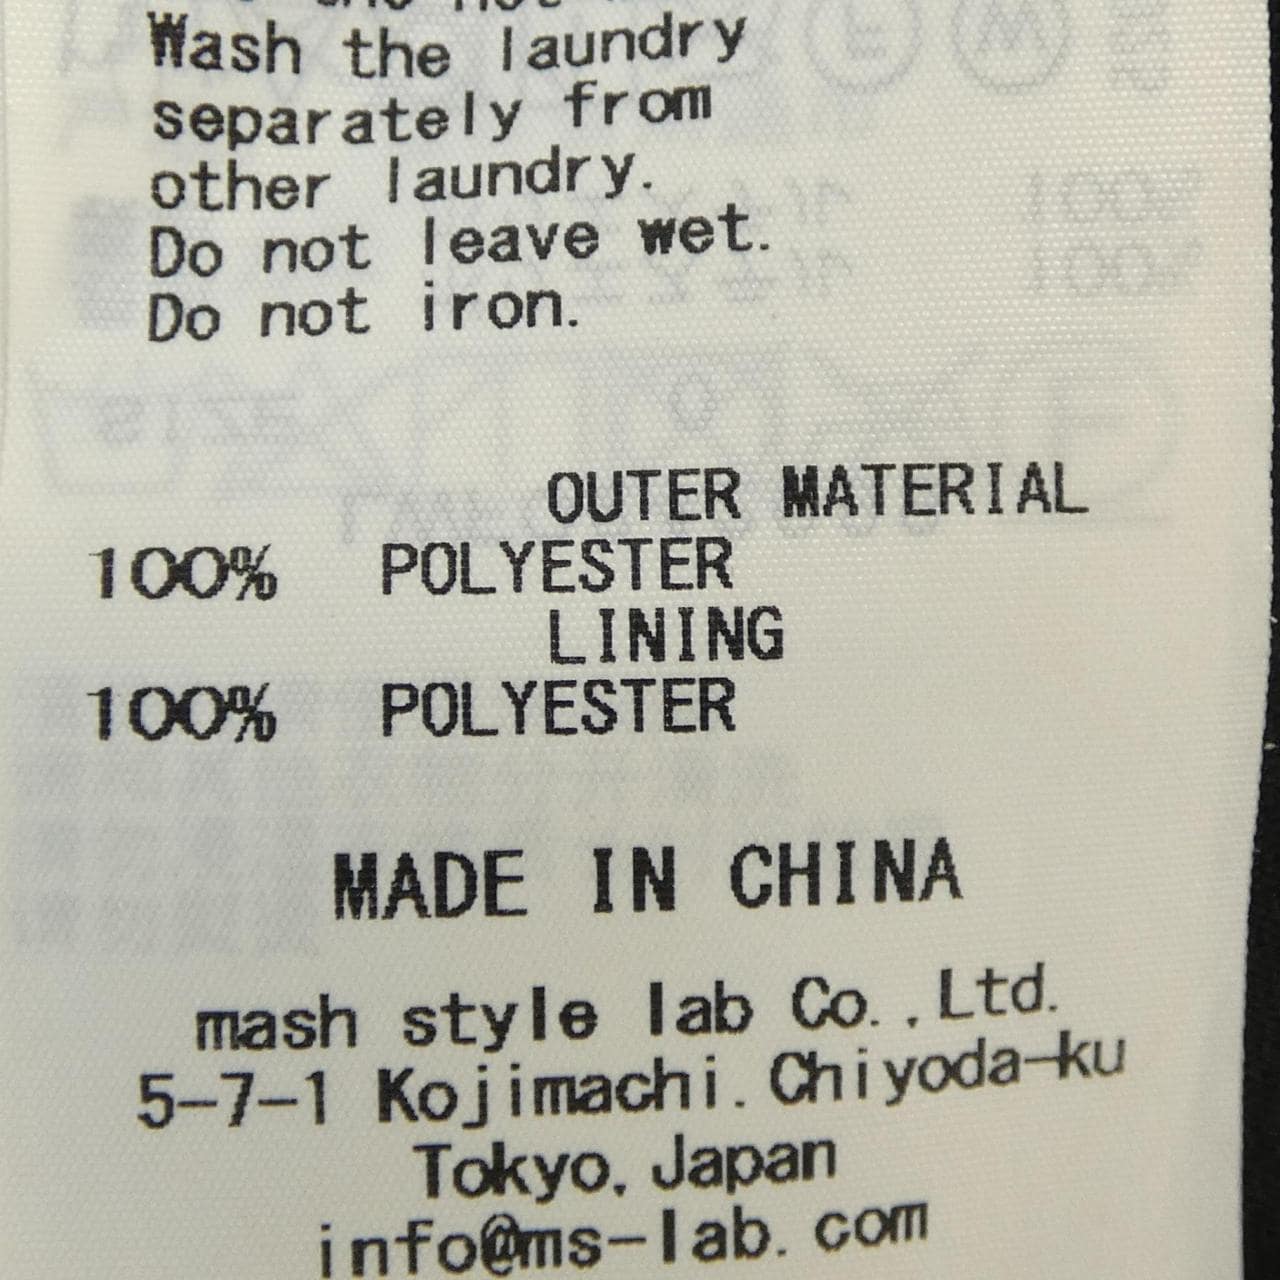 Wash the laundry
separately from
other laundry.
Do not leave wet.
Do not iron.
OUTER MATERIAL
100% POLYESTER
LINING
100% POLYESTER
MADE IN CHINA
mash style lab Co.,Ltd.
5-7-1 Kojimachi.Chiyoda-ku
Tokyo,Japan
info@ms-lab.com